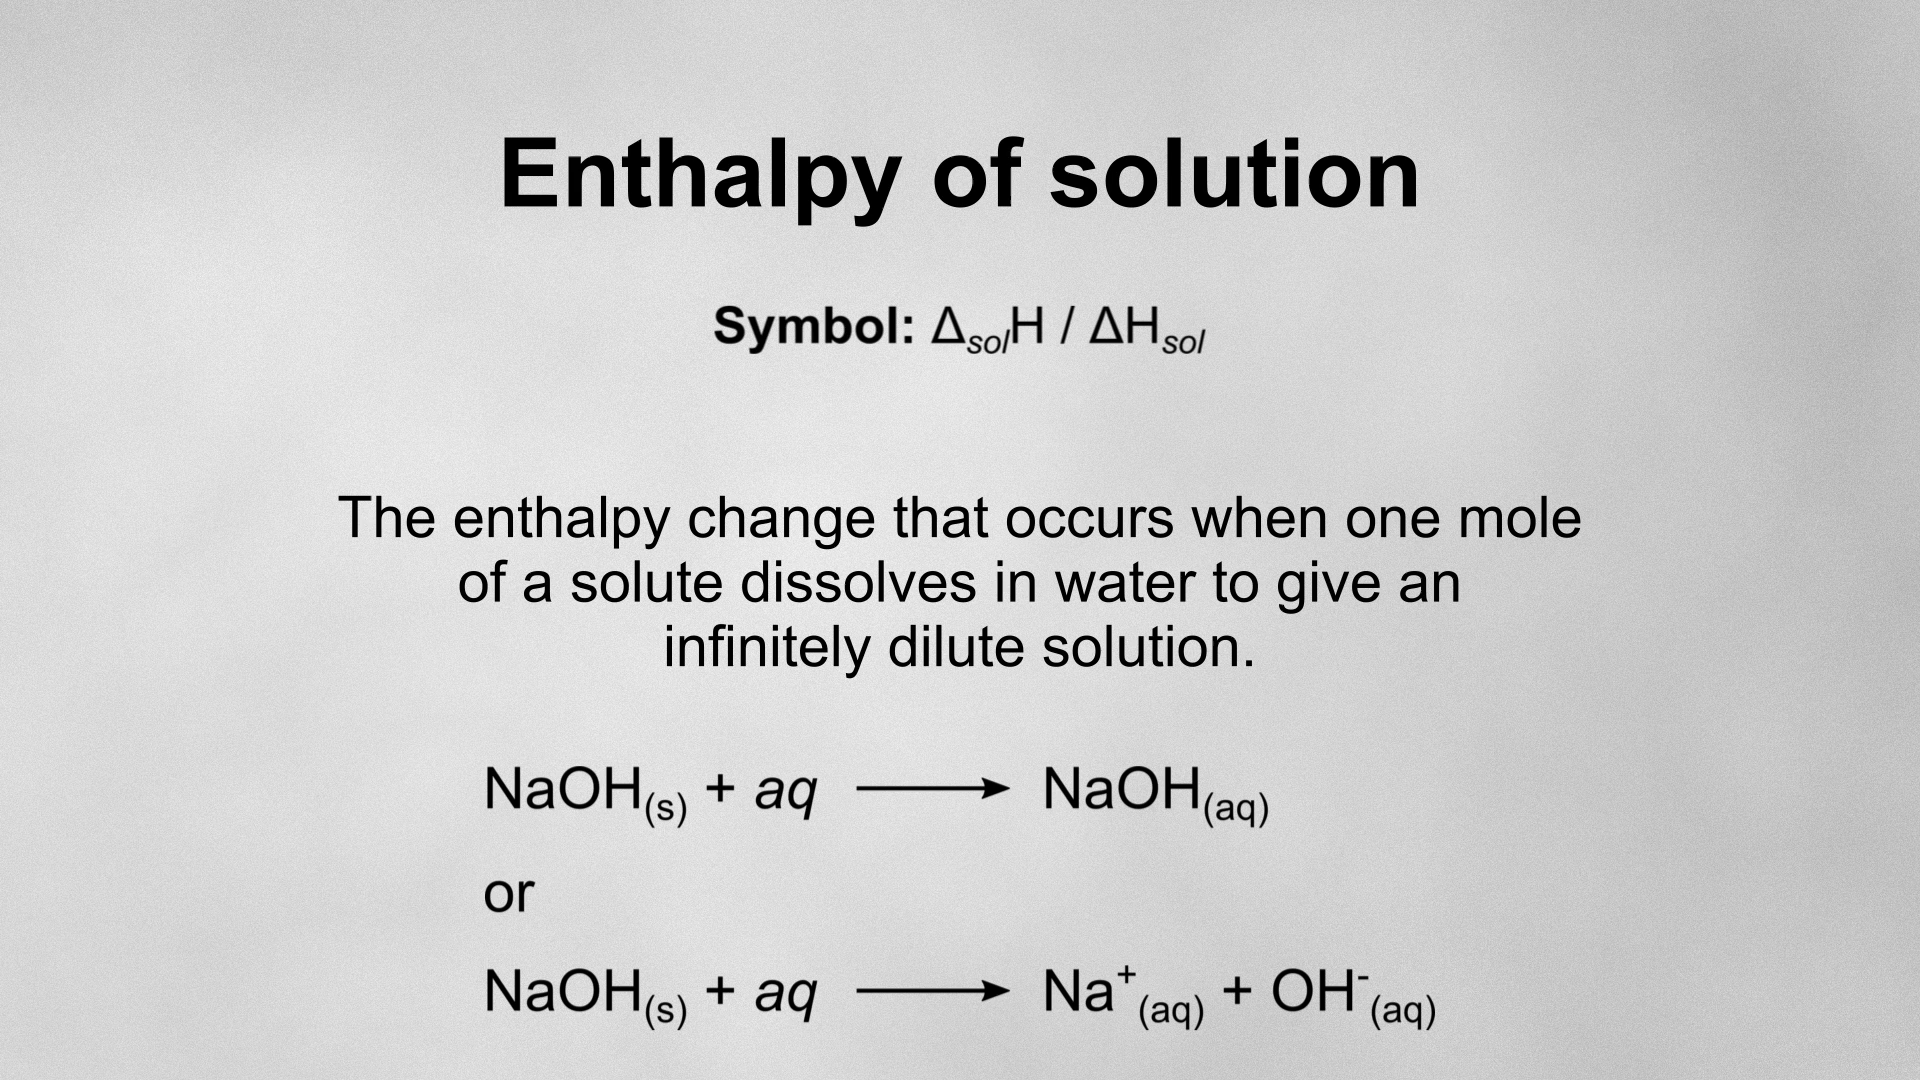 Enthalpy of solution
Symbol: Δsol​H / ΔHsol
The enthalpy change that occurs when one mole
of a solute dissolves in water to give an
infinitely dilute solution.
NaOH(s) + aq ⟶ NaOH(aq)
or
NaOH(s) + aq ⟶ Na⁺(aq) + OH⁻(aq)